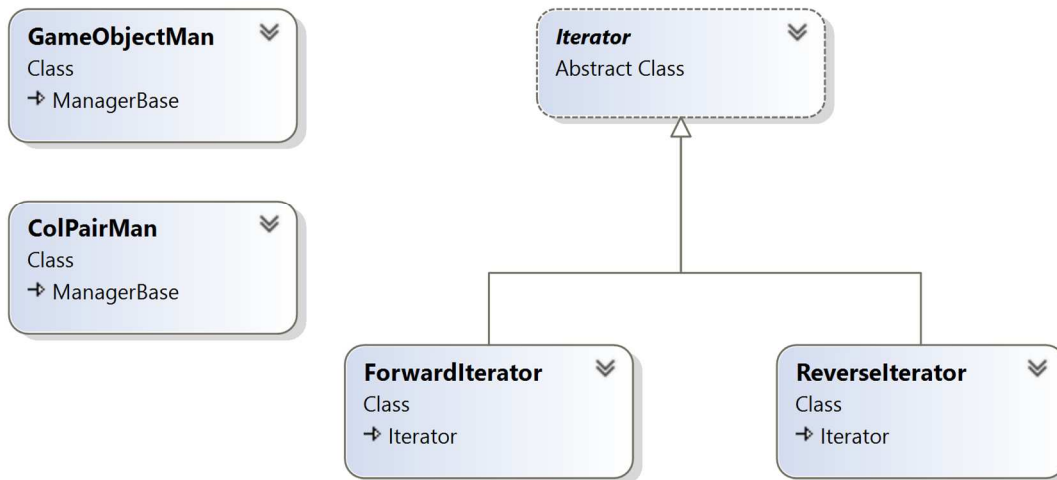 GameObjectMan
Class
ManagerBase
Iterator
Abstract Class
ColPairMan
Class
ManagerBase
ForwardIterator
Class
Iterator
ReverseIterator
Class
Iterator